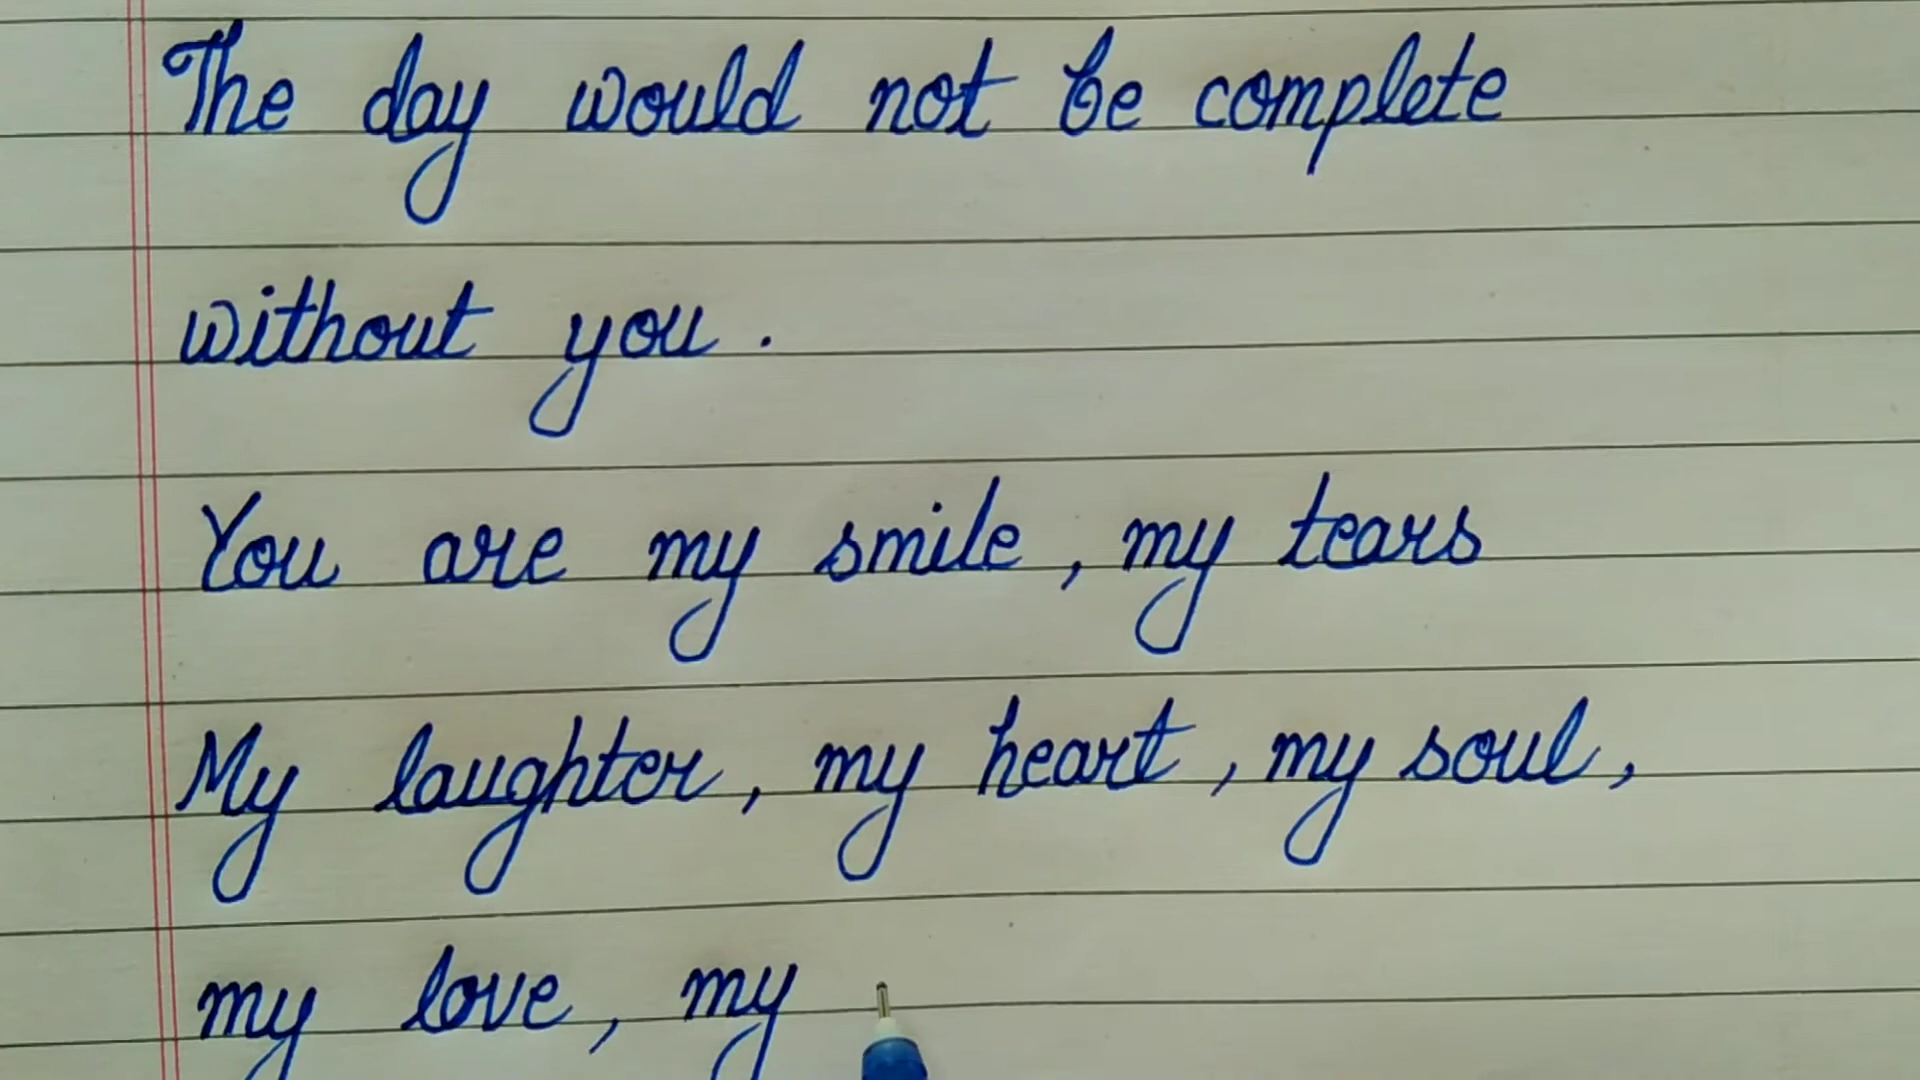 The day would not be complete
without you.
You are my smile, my tears
My laughter, my heart, my soul,
my love, my